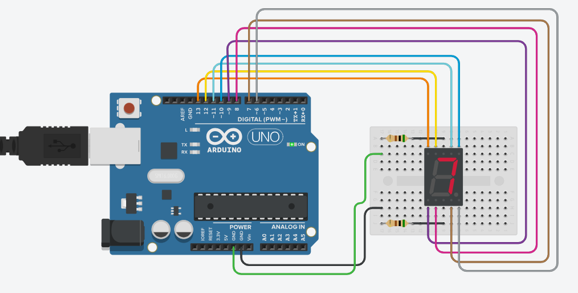 AREF
GND
13
12
~11
~10
~9
8
7
~6
~5
4
~3
2
TX→1
RX←0
DIGITAL (PWM~)
L
TX
RX
UNO
ARDUINO
ON
POWER
ANALOG IN
IOREF
RESET
3.3V
5V
GND
GND
Vin
A0
A1
A2
A3
A4
A5
7